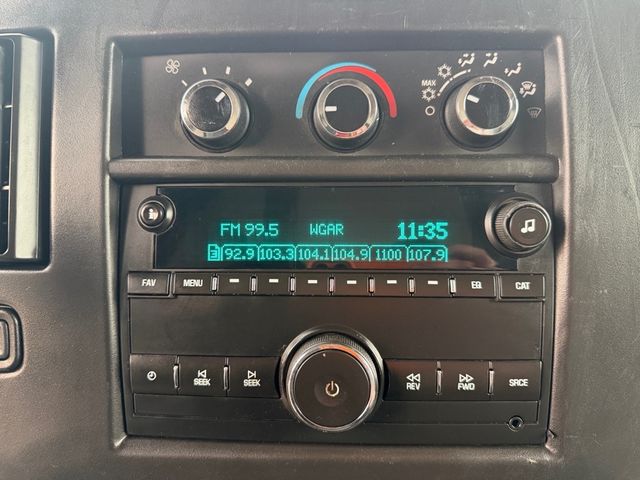 MAX
FM 99.5 WGAR 11:35
92.9 103.3 104.1 104.9 1100 107.9
FAV MENU EQ CAT
SEEK SEEK REV FWD SRCE